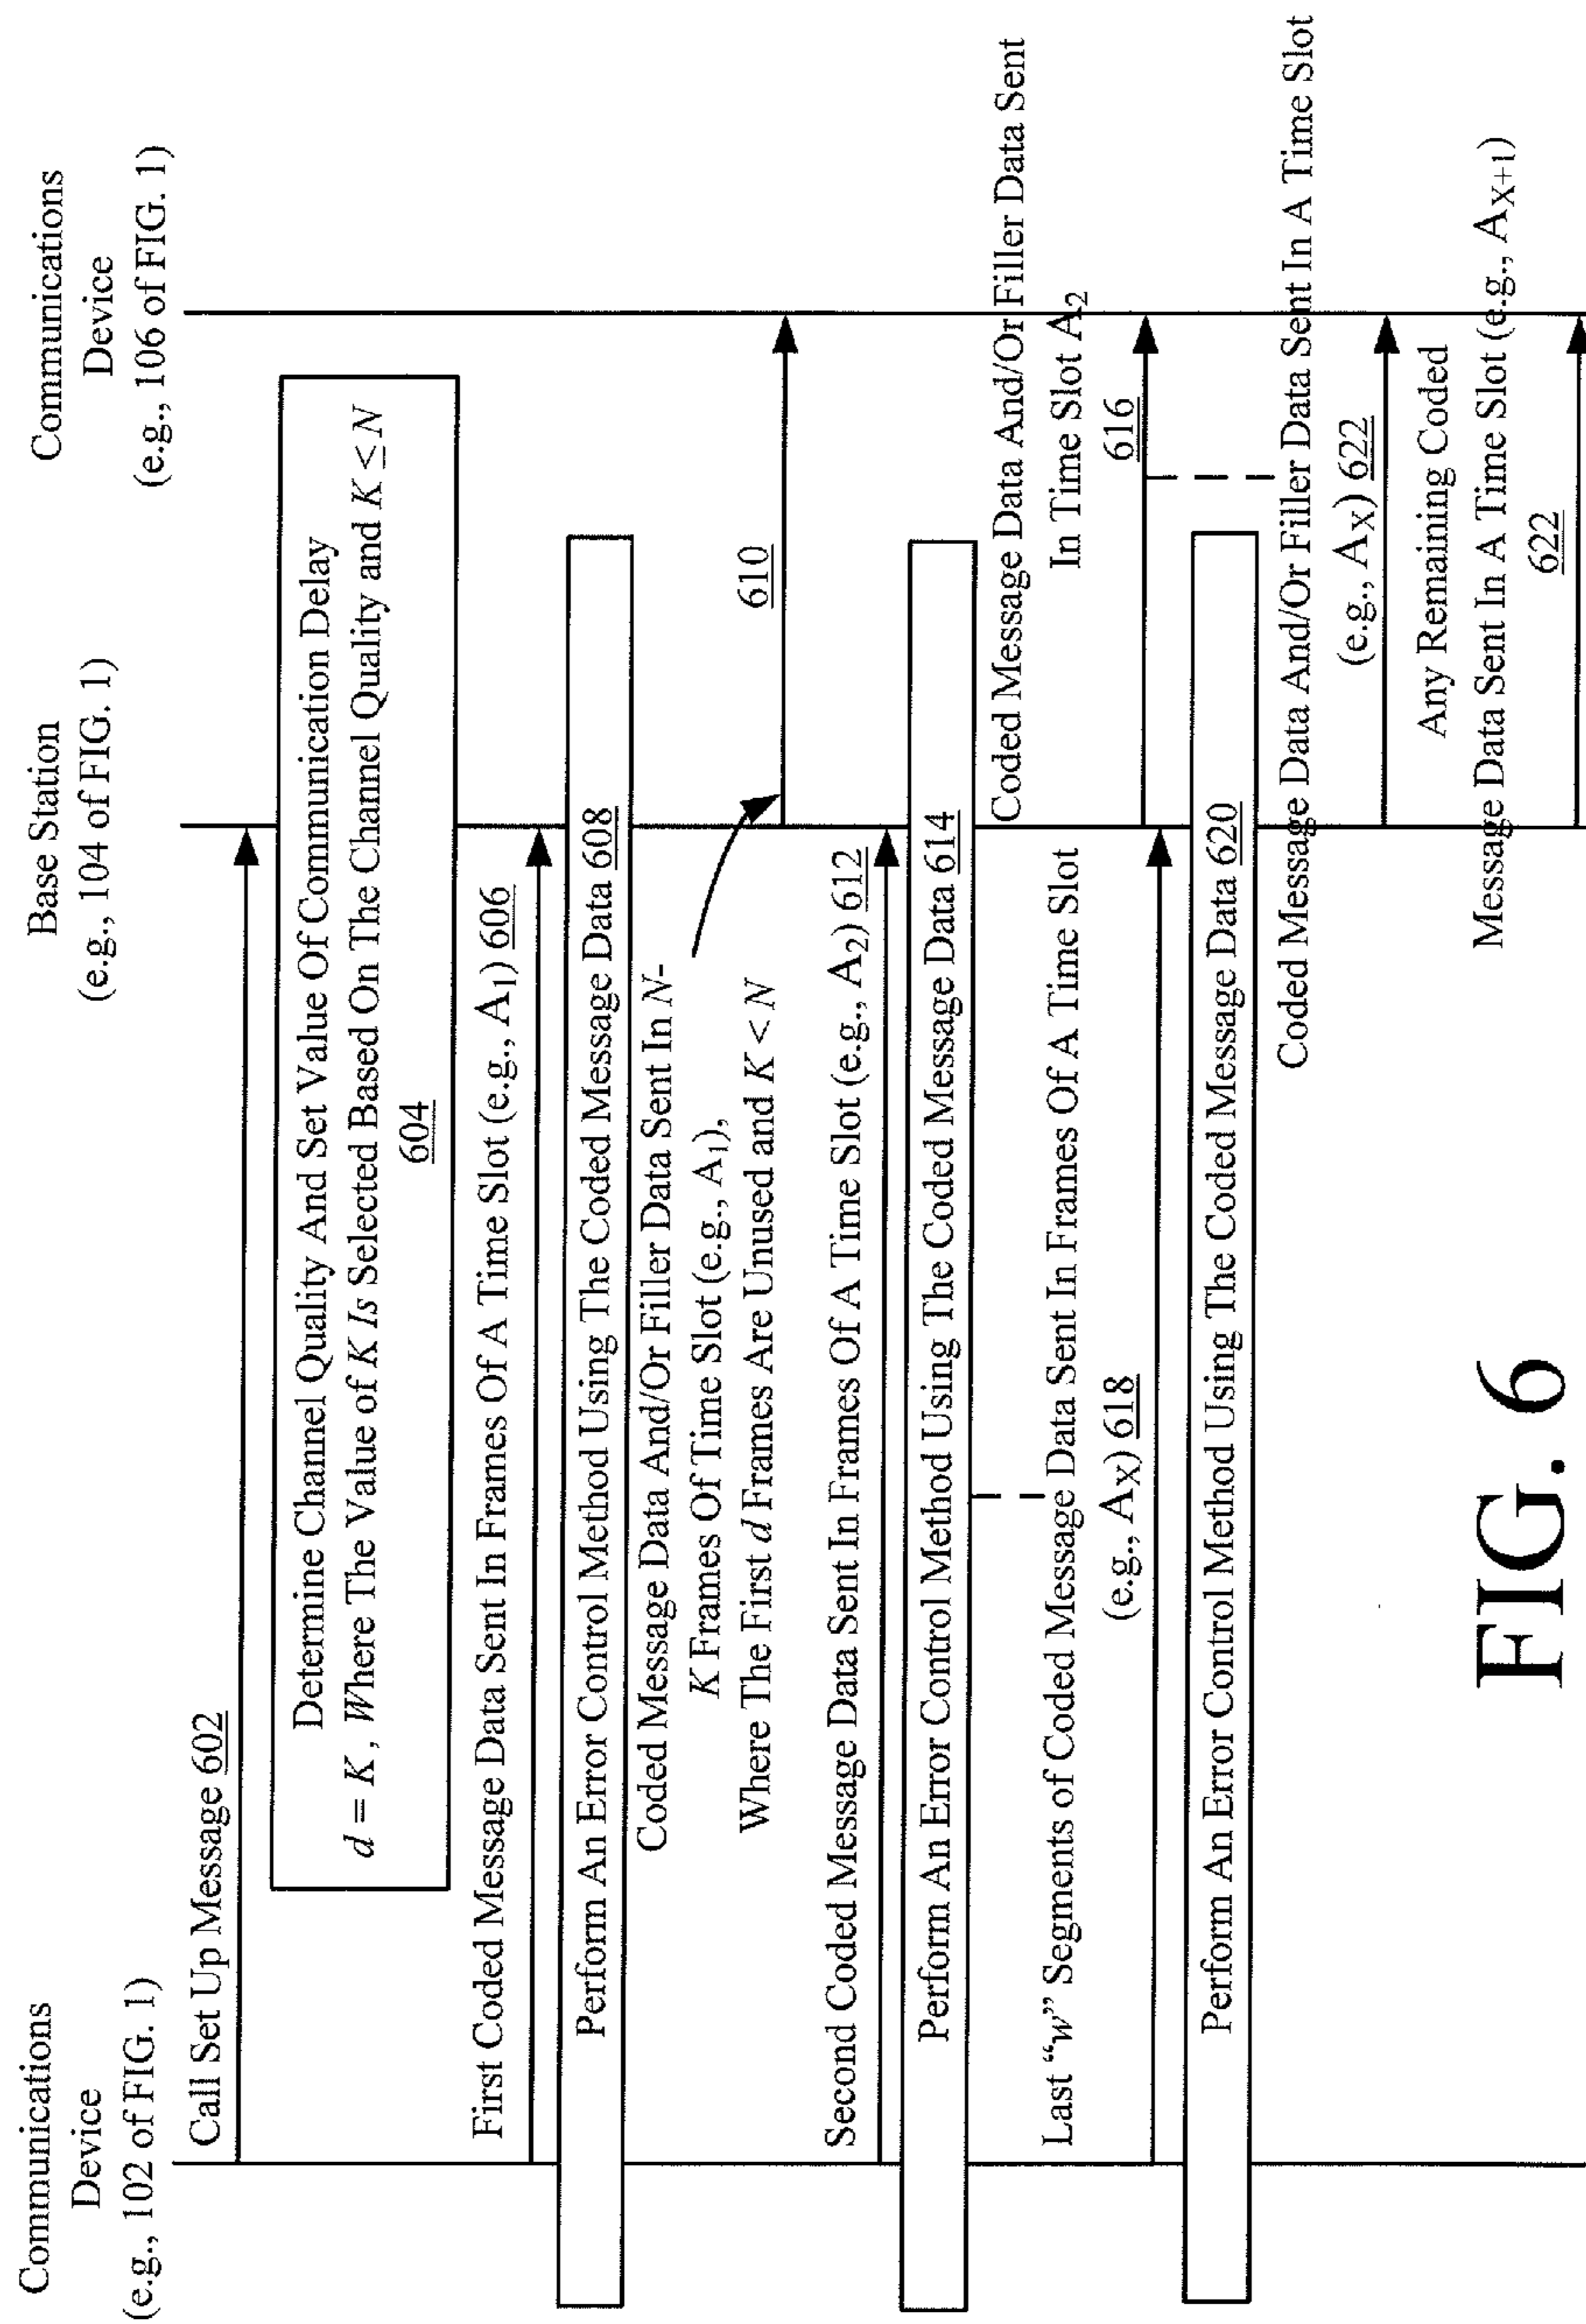 Communications
Device
(e.g., 102 of FIG. 1)
Base Station
(e.g., 104 of FIG. 1)
Communications
Device
(e.g., 106 of FIG. 1)
Call Set Up Message 602
Determine Channel Quality And Set Value Of Communication Delay
d = K, Where The Value of K Is Selected Based On The Channel Quality and K ≤ N
604
First Coded Message Data Sent In Frames Of A Time Slot (e.g., A1) 606
Perform An Error Control Method Using The Coded Message Data 608
Coded Message Data And/Or Filler Data Sent In N-
K Frames Of Time Slot (e.g., A1),
Where The First d Frames Are Unused and K < N
610
Second Coded Message Data Sent In Frames Of A Time Slot (e.g., A2) 612
Perform An Error Control Method Using The Coded Message Data 614
Coded Message Data And/Or Filler Data Sent
In Time Slot A2
616
Last “w” Segments of Coded Message Data Sent In Frames Of A Time Slot
(e.g., AX) 618
Perform An Error Control Method Using The Coded Message Data 620
Coded Message Data And/Or Filler Data Sent In A Time Slot
(e.g., AX) 622
Any Remaining Coded
Message Data Sent In A Time Slot (e.g., AX+1)
622
FIG. 6